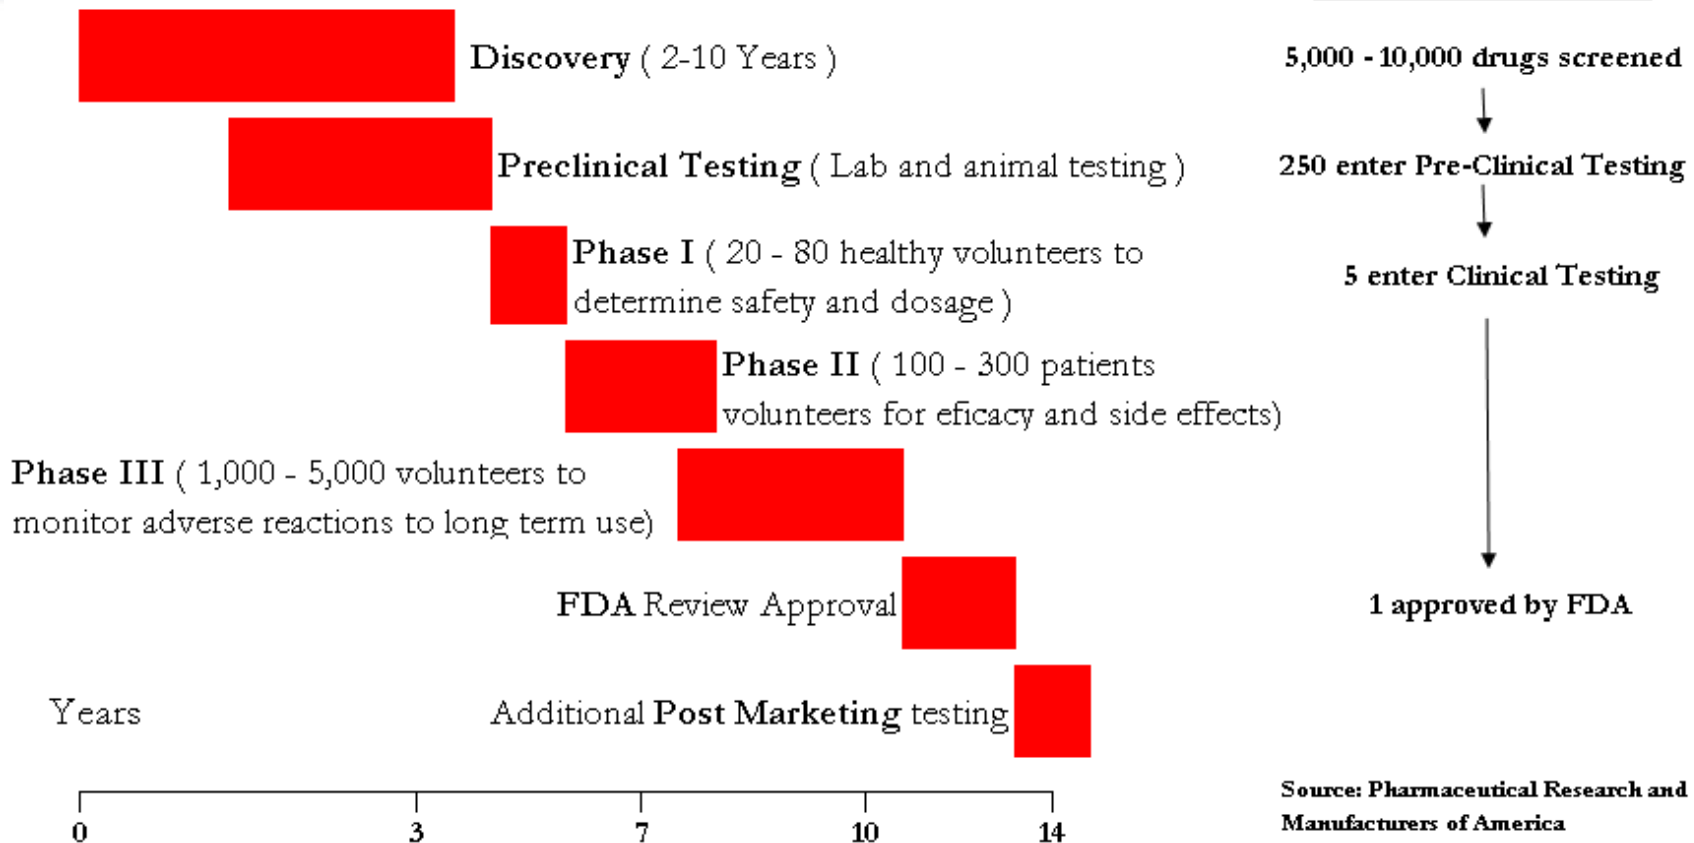 Discovery ( 2-10 Years )
5,000 - 10,000 drugs screened
Preclinical Testing ( Lab and animal testing )
250 enter Pre-Clinical Testing
Phase I ( 20 - 80 healthy volunteers to
determine safety and dosage )
5 enter Clinical Testing
Phase II ( 100 - 300 patients
volunteers for eficacy and side effects)
Phase III ( 1,000 - 5,000 volunteers to
monitor adverse reactions to long term use)
FDA Review Approval
1 approved by FDA
Years
Additional Post Marketing testing
0 3 7 10 14
Source: Pharmaceutical Research and
Manufacturers of America